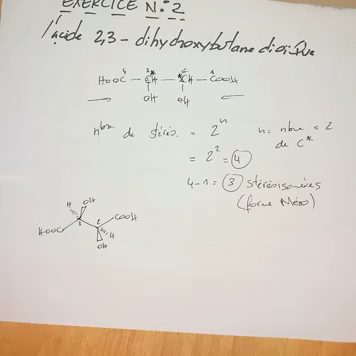 EXERCICE N°2
l'acide 2,3-dihydroxybutane dioïque
HOOC - *CH - *CH - COOH
OH OH
nbre de stéréo. = 2^n n: nbre = 2
de C*
= 2^2 = 4
4-1 = 3 stéréoisomères
(forme Méso)
H OH
COOH
HOOC
H
OH